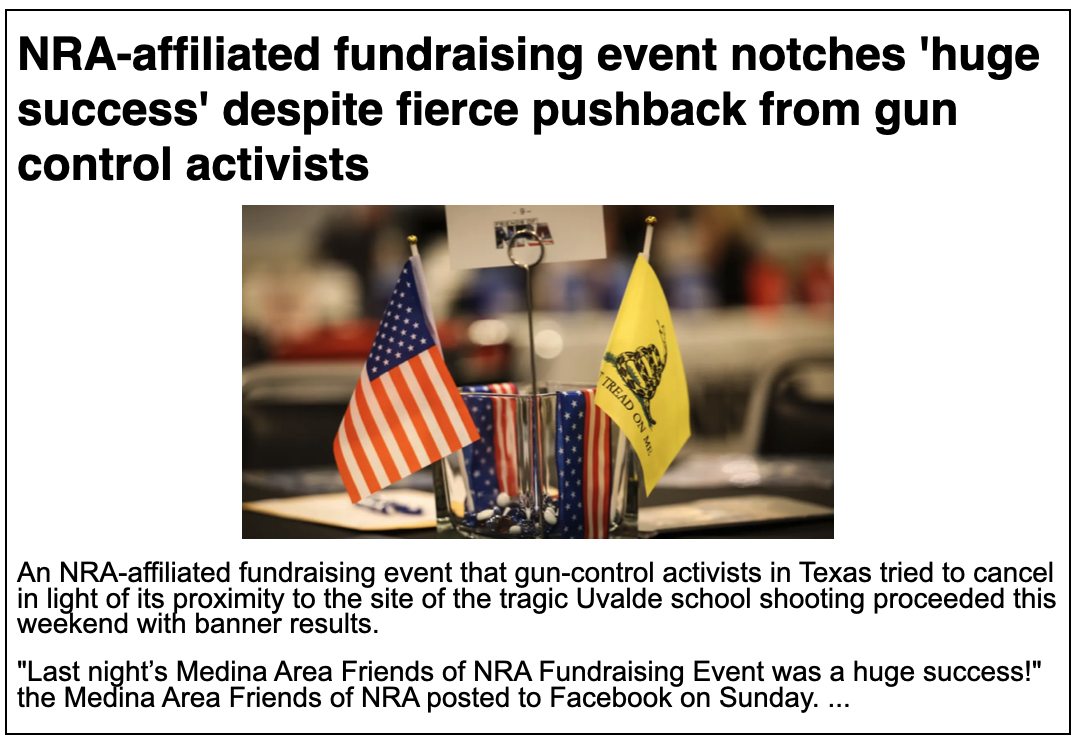 NRA-affiliated fundraising event notches 'huge
success' despite fierce pushback from gun
control activists
TREAD ON ME
An NRA-affiliated fundraising event that gun-control activists in Texas tried to cancel
in light of its proximity to the site of the tragic Uvalde school shooting proceeded this
weekend with banner results.
"Last night’s Medina Area Friends of NRA Fundraising Event was a huge success!"
the Medina Area Friends of NRA posted to Facebook on Sunday. ...